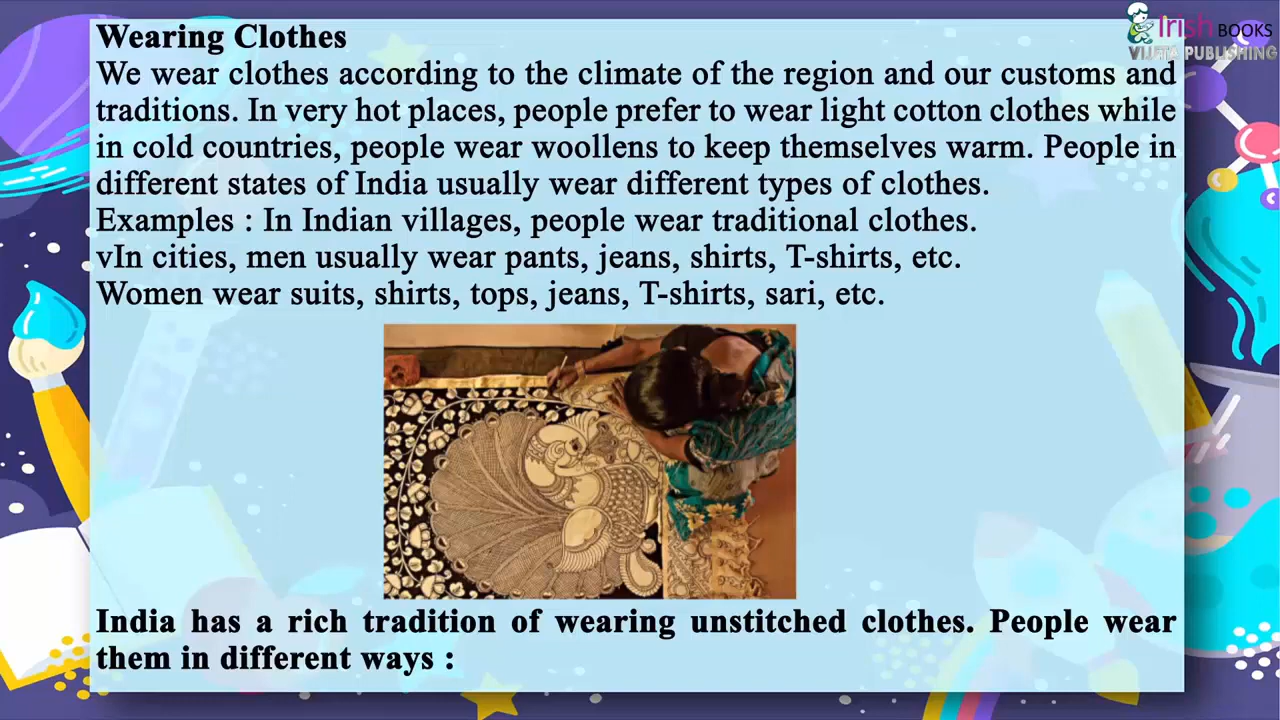 Irish BOOKS
VIJETA PUBLISHING
Wearing Clothes
We wear clothes according to the climate of the region and our customs and
traditions. In very hot places, people prefer to wear light cotton clothes while
in cold countries, people wear woollens to keep themselves warm. People in
different states of India usually wear different types of clothes.
Examples : In Indian villages, people wear traditional clothes.
vIn cities, men usually wear pants, jeans, shirts, T-shirts, etc.
Women wear suits, shirts, tops, jeans, T-shirts, sari, etc.
India has a rich tradition of wearing unstitched clothes. People wear
them in different ways :